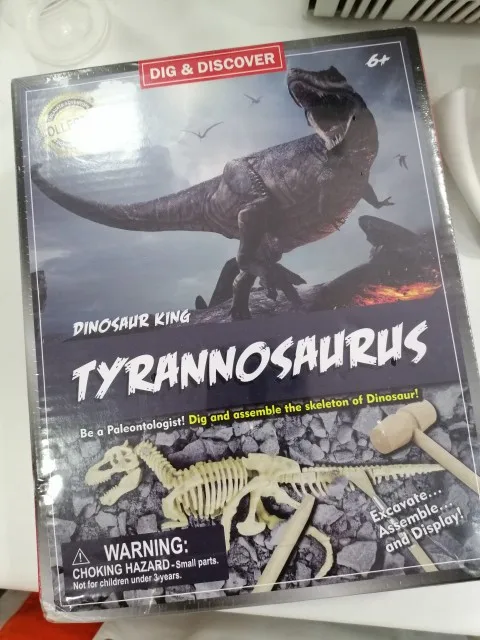 DIG & DISCOVER
6+
DINOSAUR KING
TYRANNOSAURUS
Be a Paleontologist! Dig and assemble the skeleton of Dinosaur!
Excavate...
Assemble...
and Display!
WARNING:
CHOKING HAZARD-Small parts.
Not for children under 3 years.